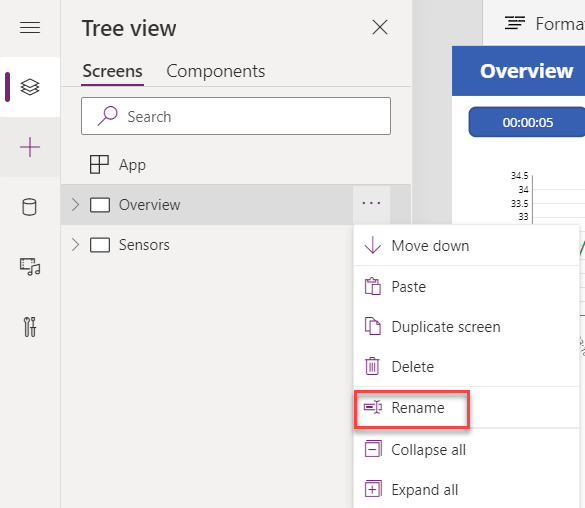 Tree view
Screens Components
Search
App
Overview
Sensors
Move down
Paste
Duplicate screen
Delete
Rename
Collapse all
Expand all
Forma
Overview
00:00:05
34.5
34
33.5
33